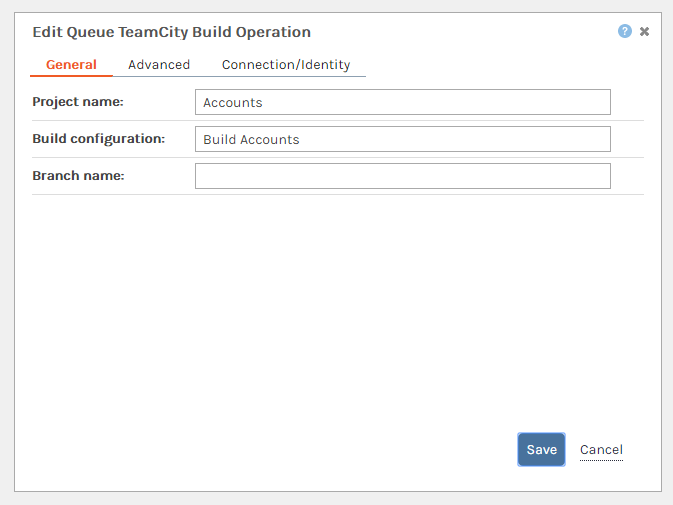 Edit Queue TeamCity Build Operation
? ✖
General Advanced Connection/Identity
Project name: Accounts
Build configuration: Build Accounts
Branch name:
Save Cancel